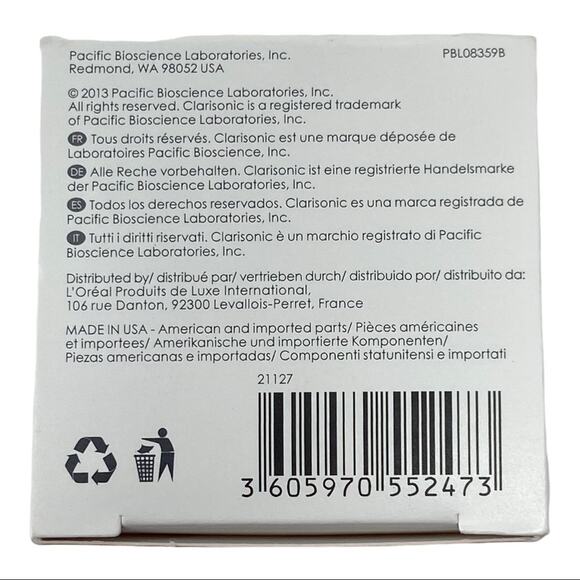 Pacific Bioscience Laboratories, Inc.
PBL08359B
Redmond, WA 98052 USA
© 2013 Pacific Bioscience Laboratories, Inc.
All rights reserved. Clarisonic is a registered trademark
of Pacific Bioscience Laboratories, Inc.
FR Tous droits réservés. Clarisonic est une marque déposée de
Laboratoires Pacific Bioscience, Inc.
DE Alle Reche vorbehalten. Clarisonic ist eine registrierte Handelsmarke
der Pacific Bioscience Laboratories, Inc.
ES Todos los derechos reservados. Clarisonic es una marca registrada de
Pacific Bioscience Laboratories, Inc.
IT Tutti i diritti riservati. Clarisonic è un marchio registrato di Pacific
Bioscience Laboratories, Inc.
Distributed by/ distribué par/ vertrieben durch/ distribuido por/ distribuito da:
L'Oréal Produits de Luxe International,
106 rue Danton, 92300 Levallois-Perret, France
MADE IN USA - American and imported parts/ Pièces américaines
et importees/ Amerikanische und importierte Komponenten/
Piezas americanas e importadas/ Componenti statunitensi e importati
21127
3 605970 552473